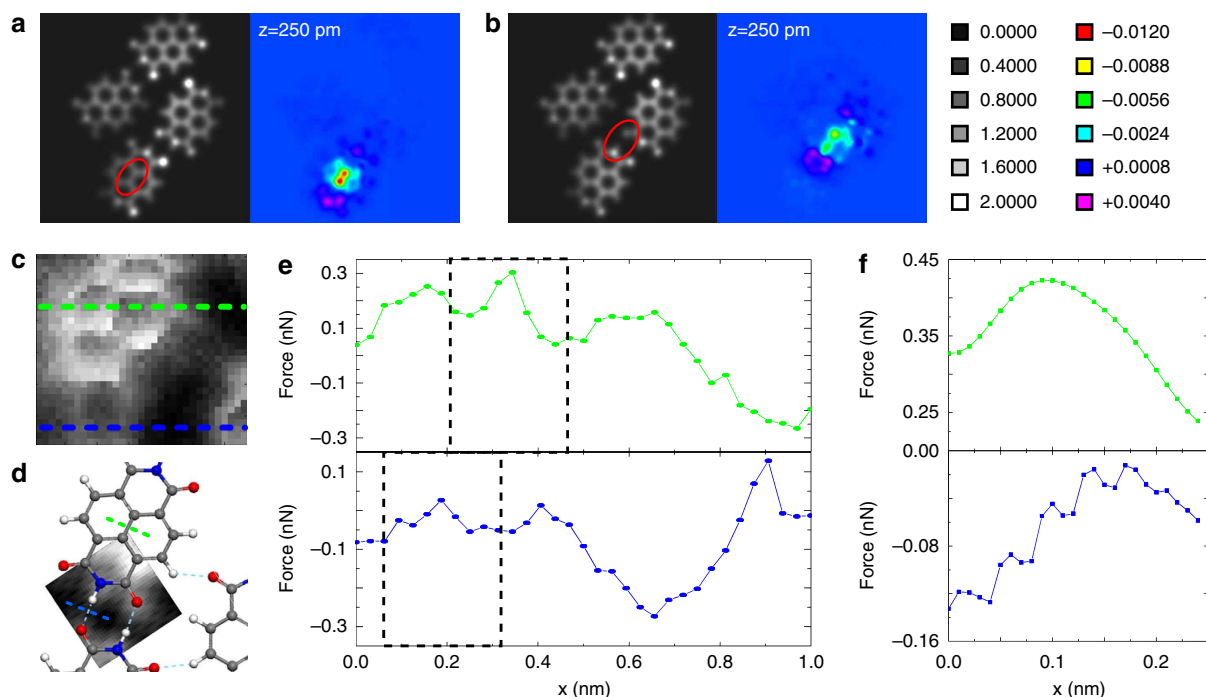 a
z=250 pm
b
z=250 pm
0.0000
−0.0120
0.4000
−0.0088
0.8000
−0.0056
1.2000
−0.0024
1.6000
+0.0008
2.0000
+0.0040
c
d
e
0.3
0.1
−0.1
−0.3
Force (nN)
0.1
−0.1
−0.3
Force (nN)
0.0
0.2
0.4
0.6
0.8
1.0
x (nm)
f
0.45
0.35
0.25
Force (nN)
0.00
−0.08
−0.16
Force (nN)
0.0
0.1
0.2
x (nm)